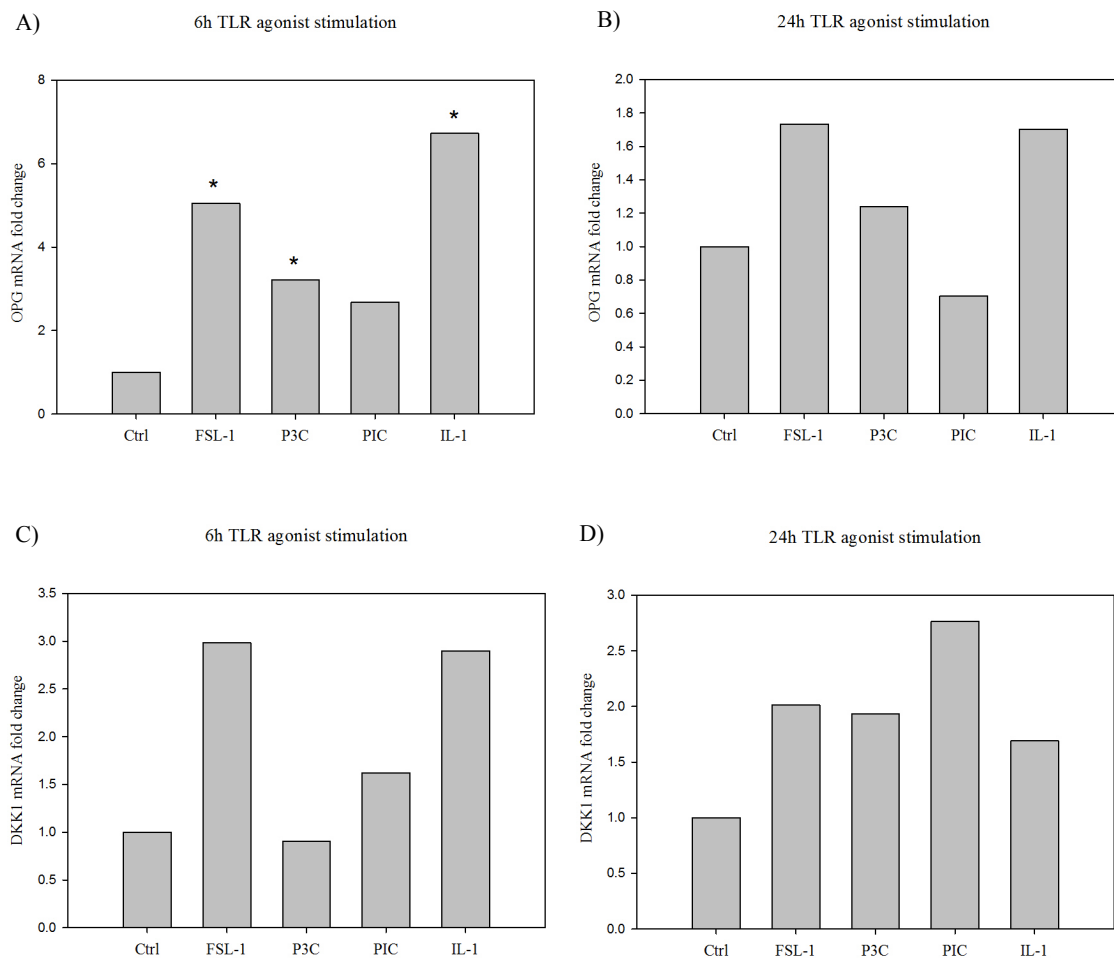 A)
6h TLR agonist stimulation
OPG mRNA fold change
8
6
4
2
0
* * *
Ctrl FSL-1 P3C PIC IL-1
B)
24h TLR agonist stimulation
OPG mRNA fold change
2.0
1.8
1.6
1.4
1.2
1.0
0.8
0.6
0.4
0.2
0.0
Ctrl FSL-1 P3C PIC IL-1
C)
6h TLR agonist stimulation
DKK1 mRNA fold change
3.5
3.0
2.5
2.0
1.5
1.0
0.5
0.0
Ctrl FSL-1 P3C PIC IL-1
D)
24h TLR agonist stimulation
DKK1 mRNA fold change
3.0
2.5
2.0
1.5
1.0
0.5
0.0
Ctrl FSL-1 P3C PIC IL-1